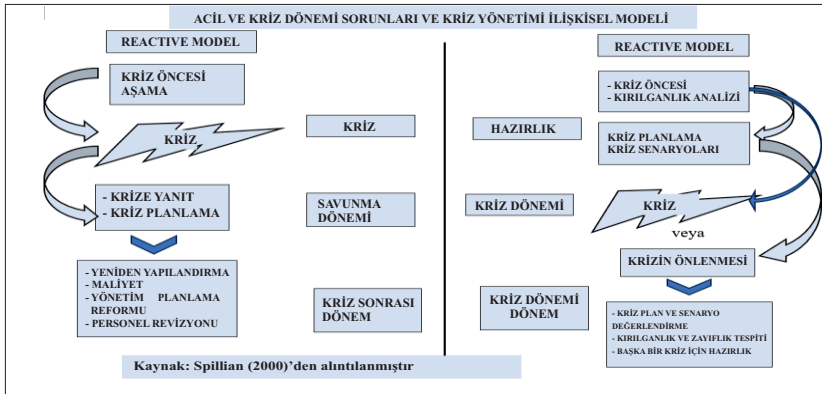 ACİL VE KRİZ DÖNEMİ SORUNLARI VE KRİZ YÖNETİMİ İLİŞKİSEL MODELİ
REACTIVE MODEL
KRİZ ÖNCESİ
AŞAMA
KRİZ
KRİZ
- KRİZE YANIT
- KRİZ PLANLAMA
SAVUNMA
DÖNEMİ
- YENİDEN YAPILANDIRMA
- MALİYET
- YÖNETİM PLANLAMA
REFORMU
- PERSONEL REVİZYONU
KRİZ SONRASI
DÖNEM
REACTIVE MODEL
- KRİZ ÖNCESİ
- KIRILGANLIK ANALİZİ
HAZIRLIK
KRİZ PLANLAMA
KRİZ SENARYOLARI
KRİZ DÖNEMİ
KRİZ
veya
KRİZİN ÖNLENMESİ
KRİZ DÖNEMİ
DÖNEM
- KRİZ PLAN VE SENARYO
DEĞERLENDİRME
- KIRILGANLIK VE ZAYIFLIK TESPİTİ
- BAŞKA BİR KRİZ İÇİN HAZIRLIK
Kaynak: Spillian (2000)'den alıntılanmıştır